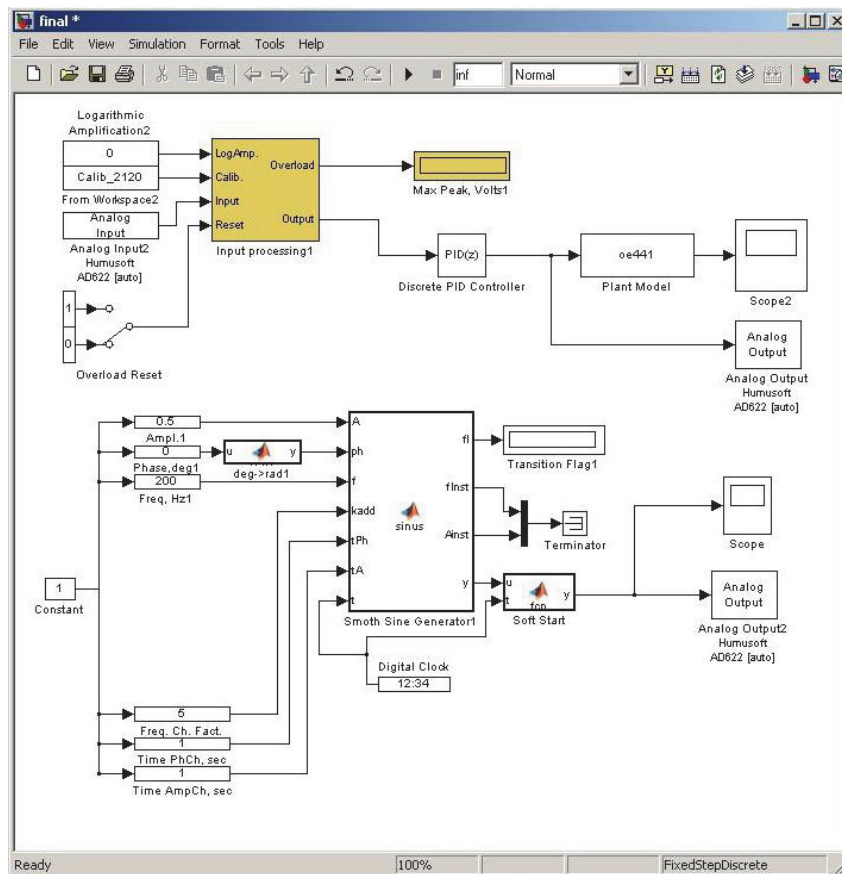 final *
File Edit View Simulation Format Tools Help
inf Normal
Logarithmic
Amplification2
0
Calib_2120
From Workspace2
Analog
Input
Analog Input2
Humusoft
AD622 [auto]
LogAmp.
Calib.
Input
Reset
Overload
Output
Input processing1
Max Peak, Volts1
PID(z)
Discrete PID Controller
oe441
Plant Model
Scope2
Analog
Output
Analog Output
Humusoft
AD622 [auto]
1
0
Overload Reset
0.5
Ampl.1
0
Phase,deg1
200
Freq, Hz1
u y
deg->rad1
A
ph
f
kadd
tPh
tA
t
sinus
fl
fInst
Ainst
y
Smoth Sine Generator1
Transition Flag1
Terminator
u
t
y
fcn
Soft Start
Scope
Analog
Output
Analog Output2
Humusoft
AD622 [auto]
1
Constant
Digital Clock
12:34
5
Freq. Ch. Fact.
1
Time PhCh, sec
1
Time AmpCh, sec
Ready 100% FixedStepDiscrete